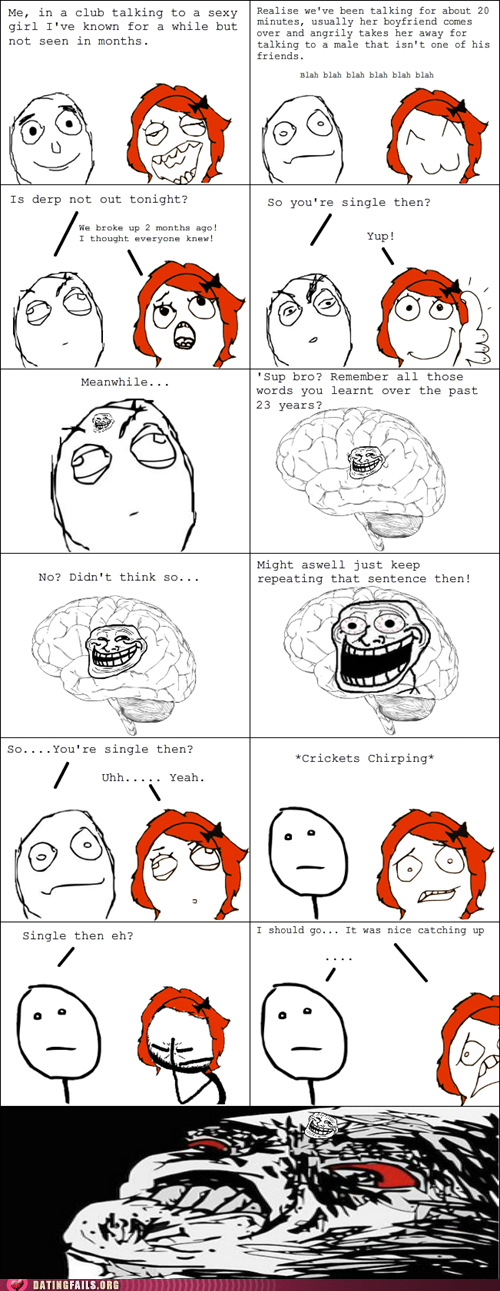 Me, in a club talking to a sexy
girl I've known for a while but
not seen in months.
Realise we've been talking for about 20
minutes, usually her boyfriend comes
over and angrily takes her away for
talking to a male that isn't one of his
friends.
Blah blah blah blah blah blah
Is derp not out tonight?
We broke up 2 months ago!
I thought everyone knew!
So you're single then?
Yup!
Meanwhile...
'Sup bro? Remember all those
words you learnt over the past
23 years?
No? Didn't think so...
Might aswell just keep
repeating that sentence then!
So....You're single then?
Uhh..... Yeah.
*Crickets Chirping*
Single then eh?
I should go... It was nice catching up
....
DATINGFAILS.ORG